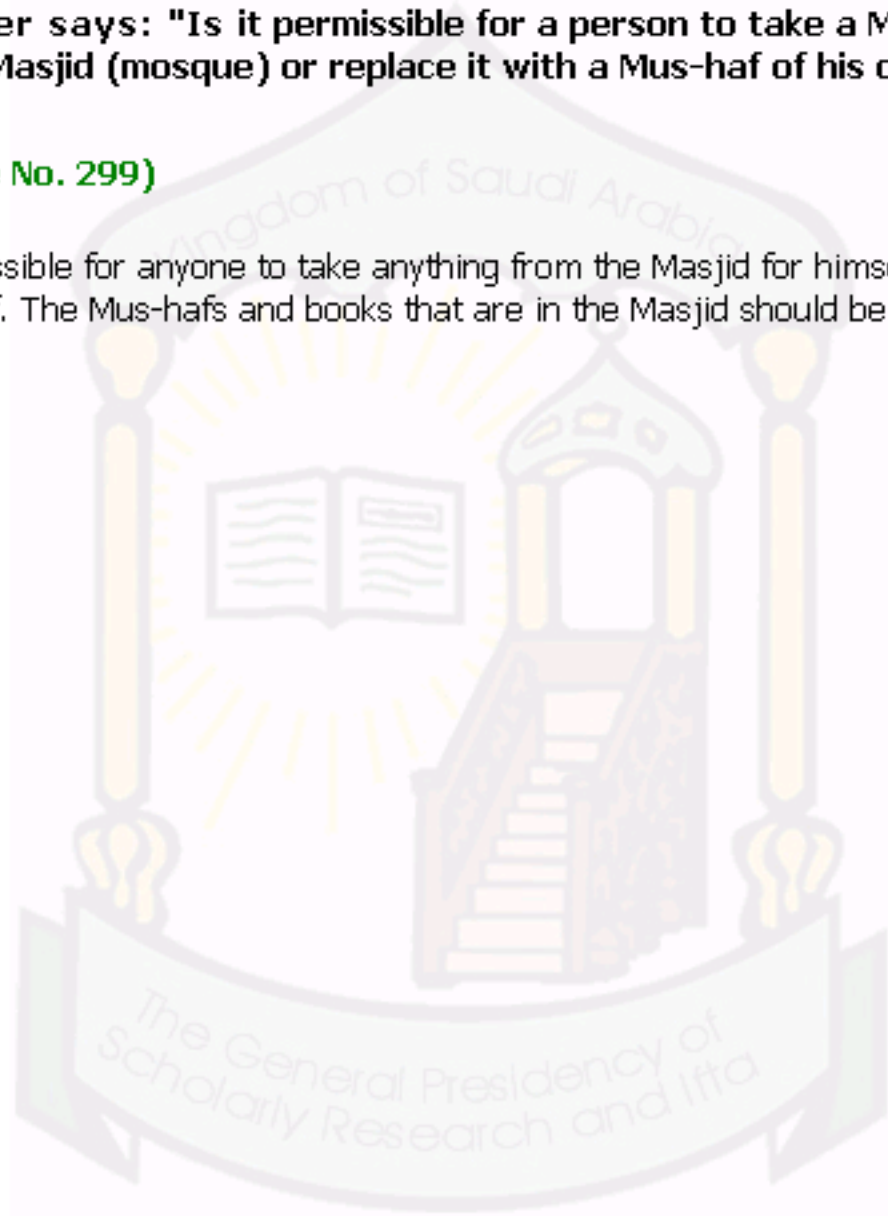 er says: "Is it permissible for a person to take a M
Masjid (mosque) or replace it with a Mus-haf of his o
No. 299)
ssible for anyone to take anything from the Masjid for himse
f. The Mus-hafs and books that are in the Masjid should be
Kingdom of Saudi Arabia
The General Presidency of
Scholarly Research and Ifta